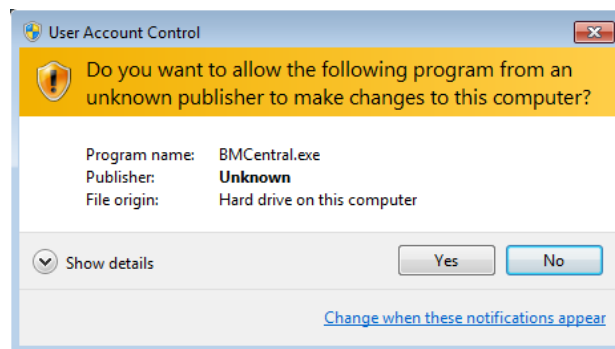 User Account Control
Do you want to allow the following program from an
unknown publisher to make changes to this computer?
Program name: BMCentral.exe
Publisher: Unknown
File origin: Hard drive on this computer
Show details
Yes
No
Change when these notifications appear